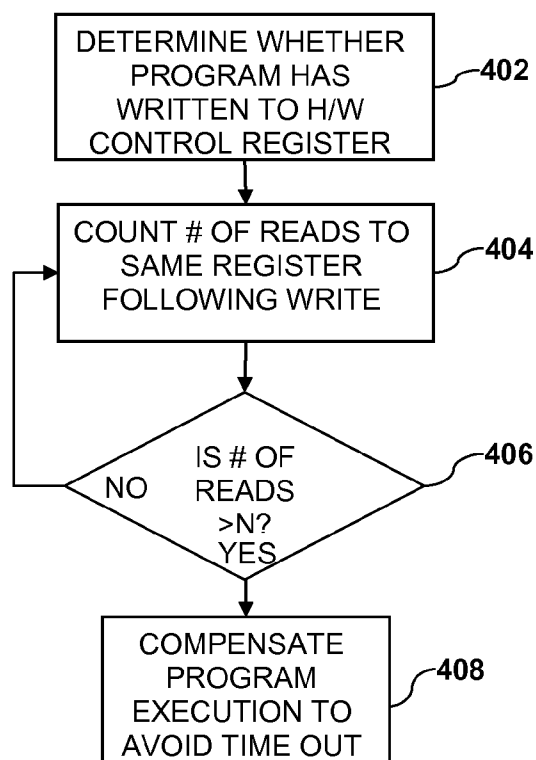 DETERMINE WHETHER
PROGRAM HAS
WRITTEN TO H/W
CONTROL REGISTER
402
COUNT # OF READS TO
SAME REGISTER
FOLLOWING WRITE
404
IS # OF
READS
>N?
YES
NO
406
COMPENSATE
PROGRAM
EXECUTION TO
AVOID TIME OUT
408